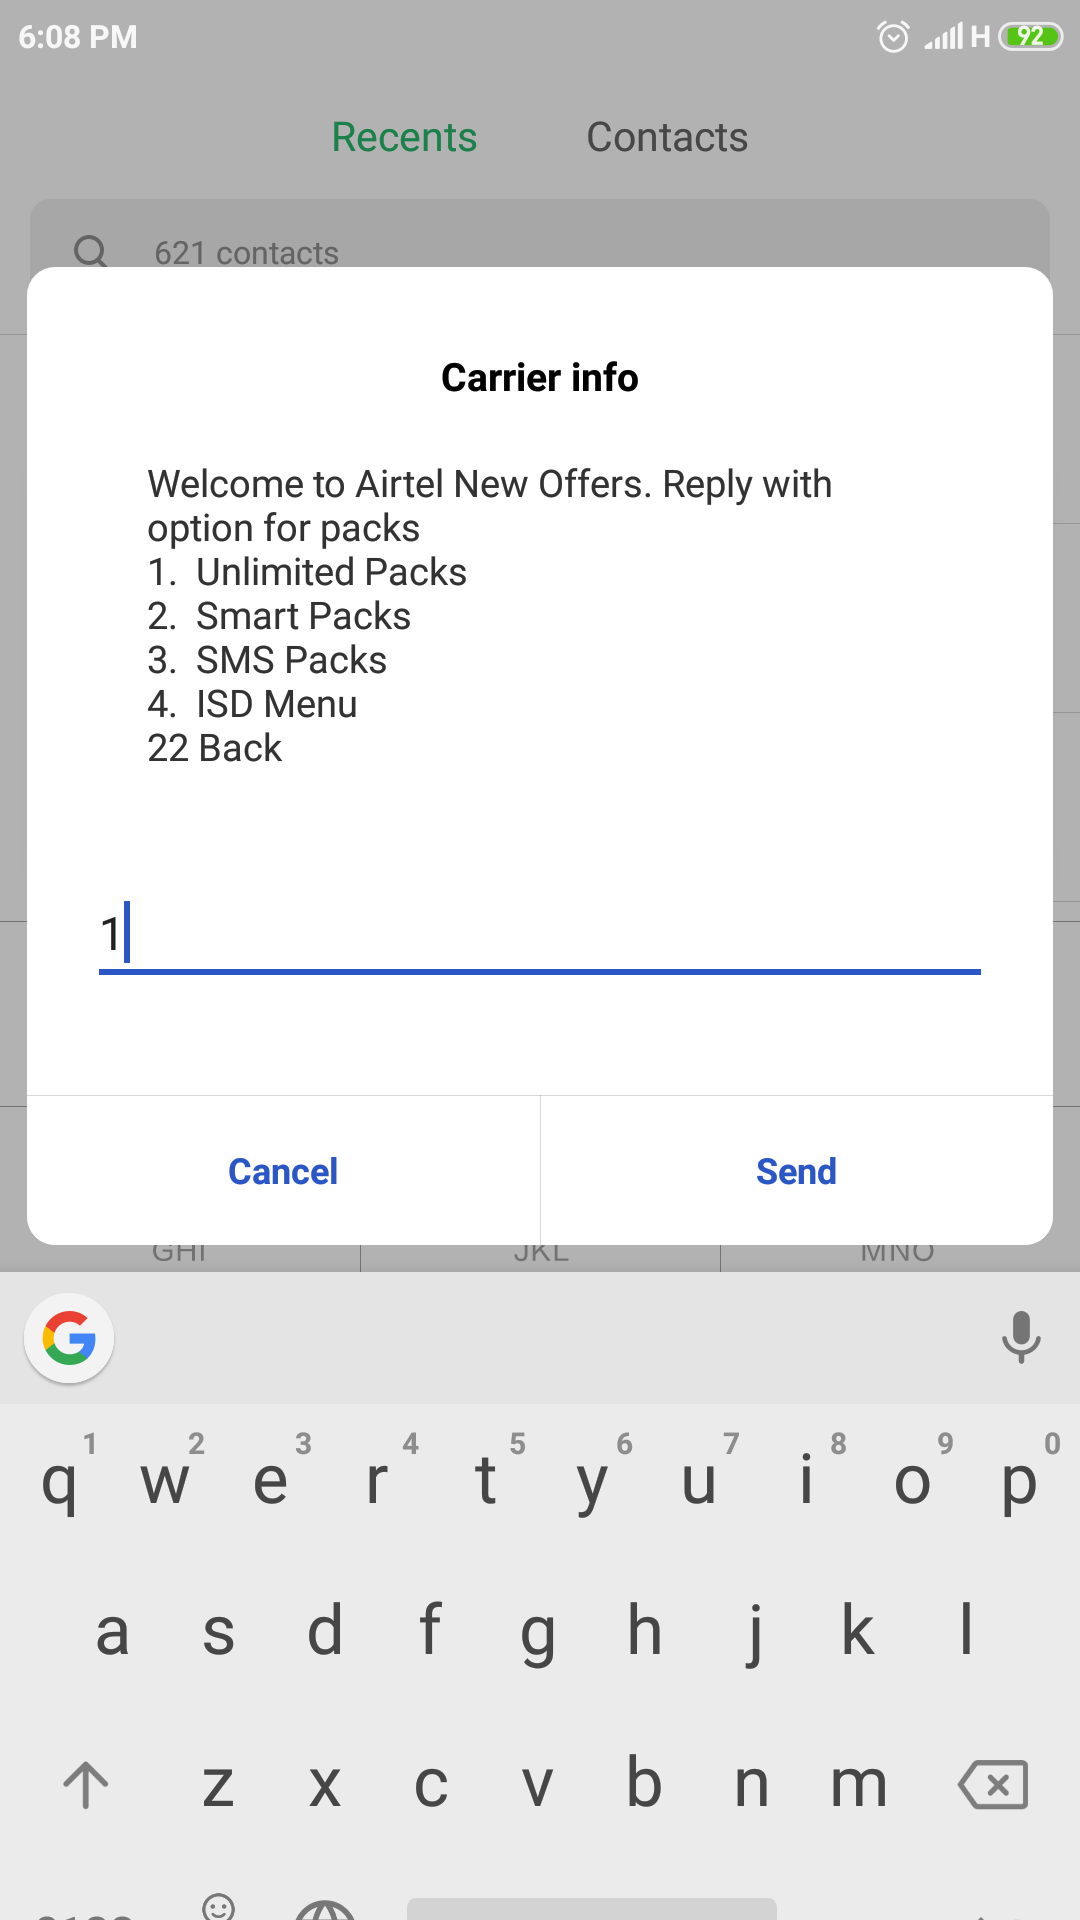 6:08 PM H 92
Recents Contacts
621 contacts
Carrier info
Welcome to Airtel New Offers. Reply with
option for packs
1. Unlimited Packs
2. Smart Packs
3. SMS Packs
4. ISD Menu
22 Back
1
Cancel Send
GHI JKL MNO
1 2 3 4 5 6 7 8 9 0
q w e r t y u i o p
a s d f g h j k l
z x c v b n m